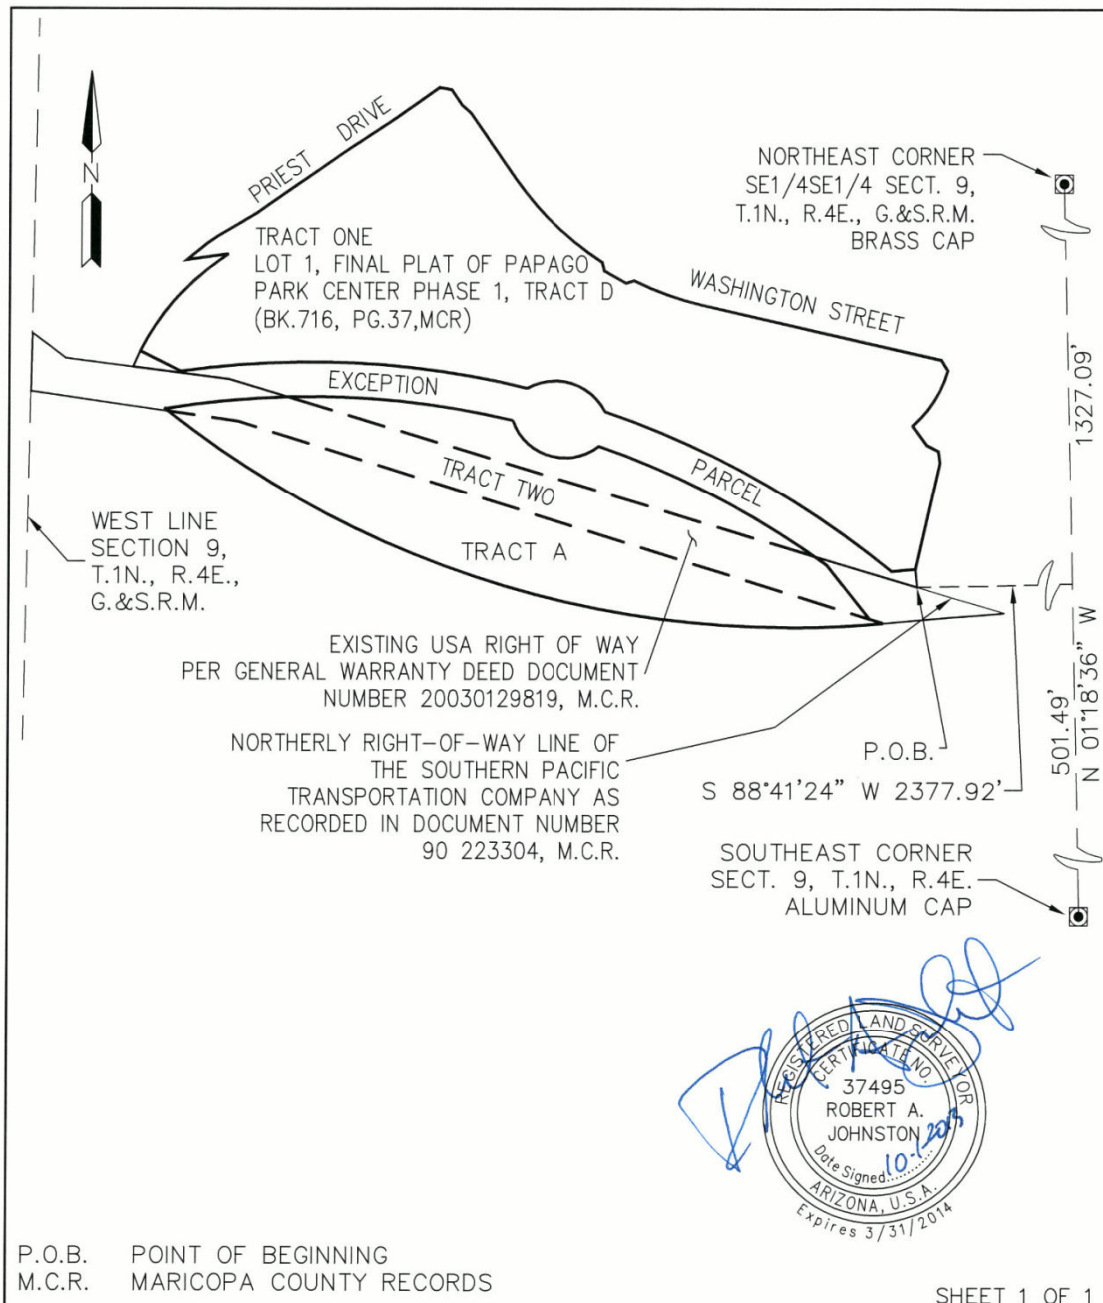 N
PRIEST DRIVE
NORTHEAST CORNER
SE1/4SE1/4 SECT. 9,
T.1N., R.4E., G.&S.R.M.
BRASS CAP
TRACT ONE
LOT 1, FINAL PLAT OF PAPAGO
PARK CENTER PHASE 1, TRACT D
(BK.716, PG.37,MCR)
WASHINGTON STREET
1327.09'
EXCEPTION
PARCEL
TRACT TWO
TRACT A
WEST LINE
SECTION 9,
T.1N., R.4E.,
G.&S.R.M.
EXISTING USA RIGHT OF WAY
PER GENERAL WARRANTY DEED DOCUMENT
NUMBER 20030129819, M.C.R.
NORTHERLY RIGHT-OF-WAY LINE OF
THE SOUTHERN PACIFIC
TRANSPORTATION COMPANY AS
RECORDED IN DOCUMENT NUMBER
90 223304, M.C.R.
P.O.B.
S 88°41'24" W 2377.92'
501.49'
N 01°18'36" W
SOUTHEAST CORNER
SECT. 9, T.1N., R.4E.
ALUMINUM CAP
REGISTERED LAND SURVEYOR
CERTIFICATE NO.
37495
ROBERT A.
JOHNSTON
Date Signed 10-1-2013
ARIZONA, U.S.A.
Expires 3/31/2014
P.O.B. POINT OF BEGINNING
M.C.R. MARICOPA COUNTY RECORDS
SHEET 1 OF 1